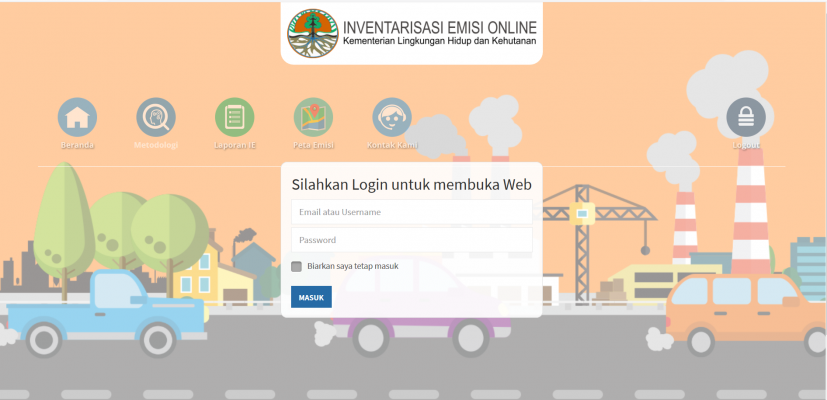 INVENTARISASI EMISI ONLINE
Kementerian Lingkungan Hidup dan Kehutanan
Beranda
Metodologi
Laporan IE
Peta Emisi
Kontak Kami
Logout
Silahkan Login untuk membuka Web
Email atau Username
Password
Biarkan saya tetap masuk
MASUK